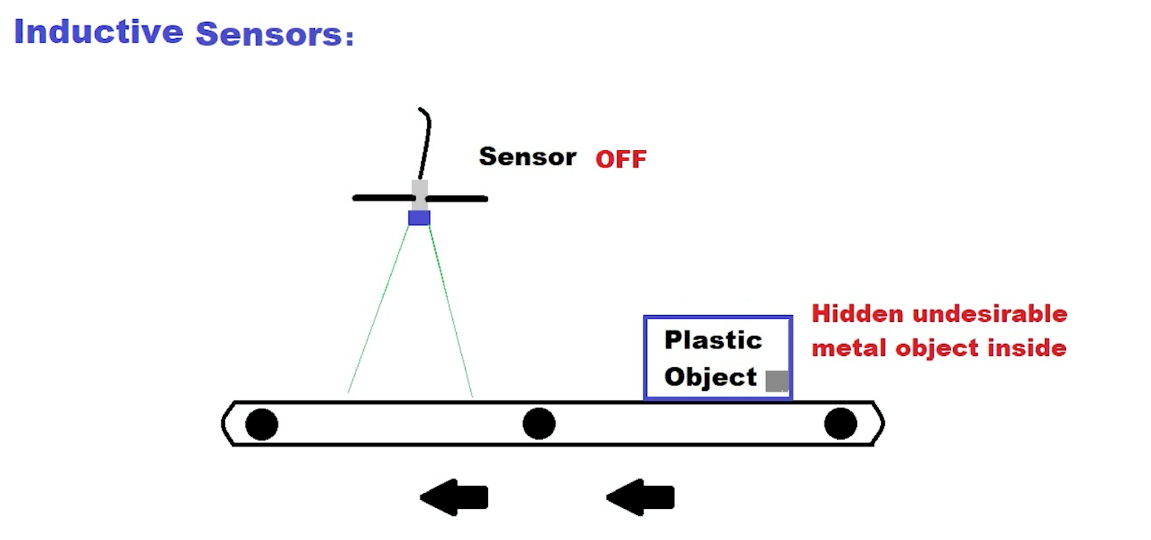 Inductive Sensors:
Sensor OFF
Hidden undesirable
metal object inside
Plastic
Object